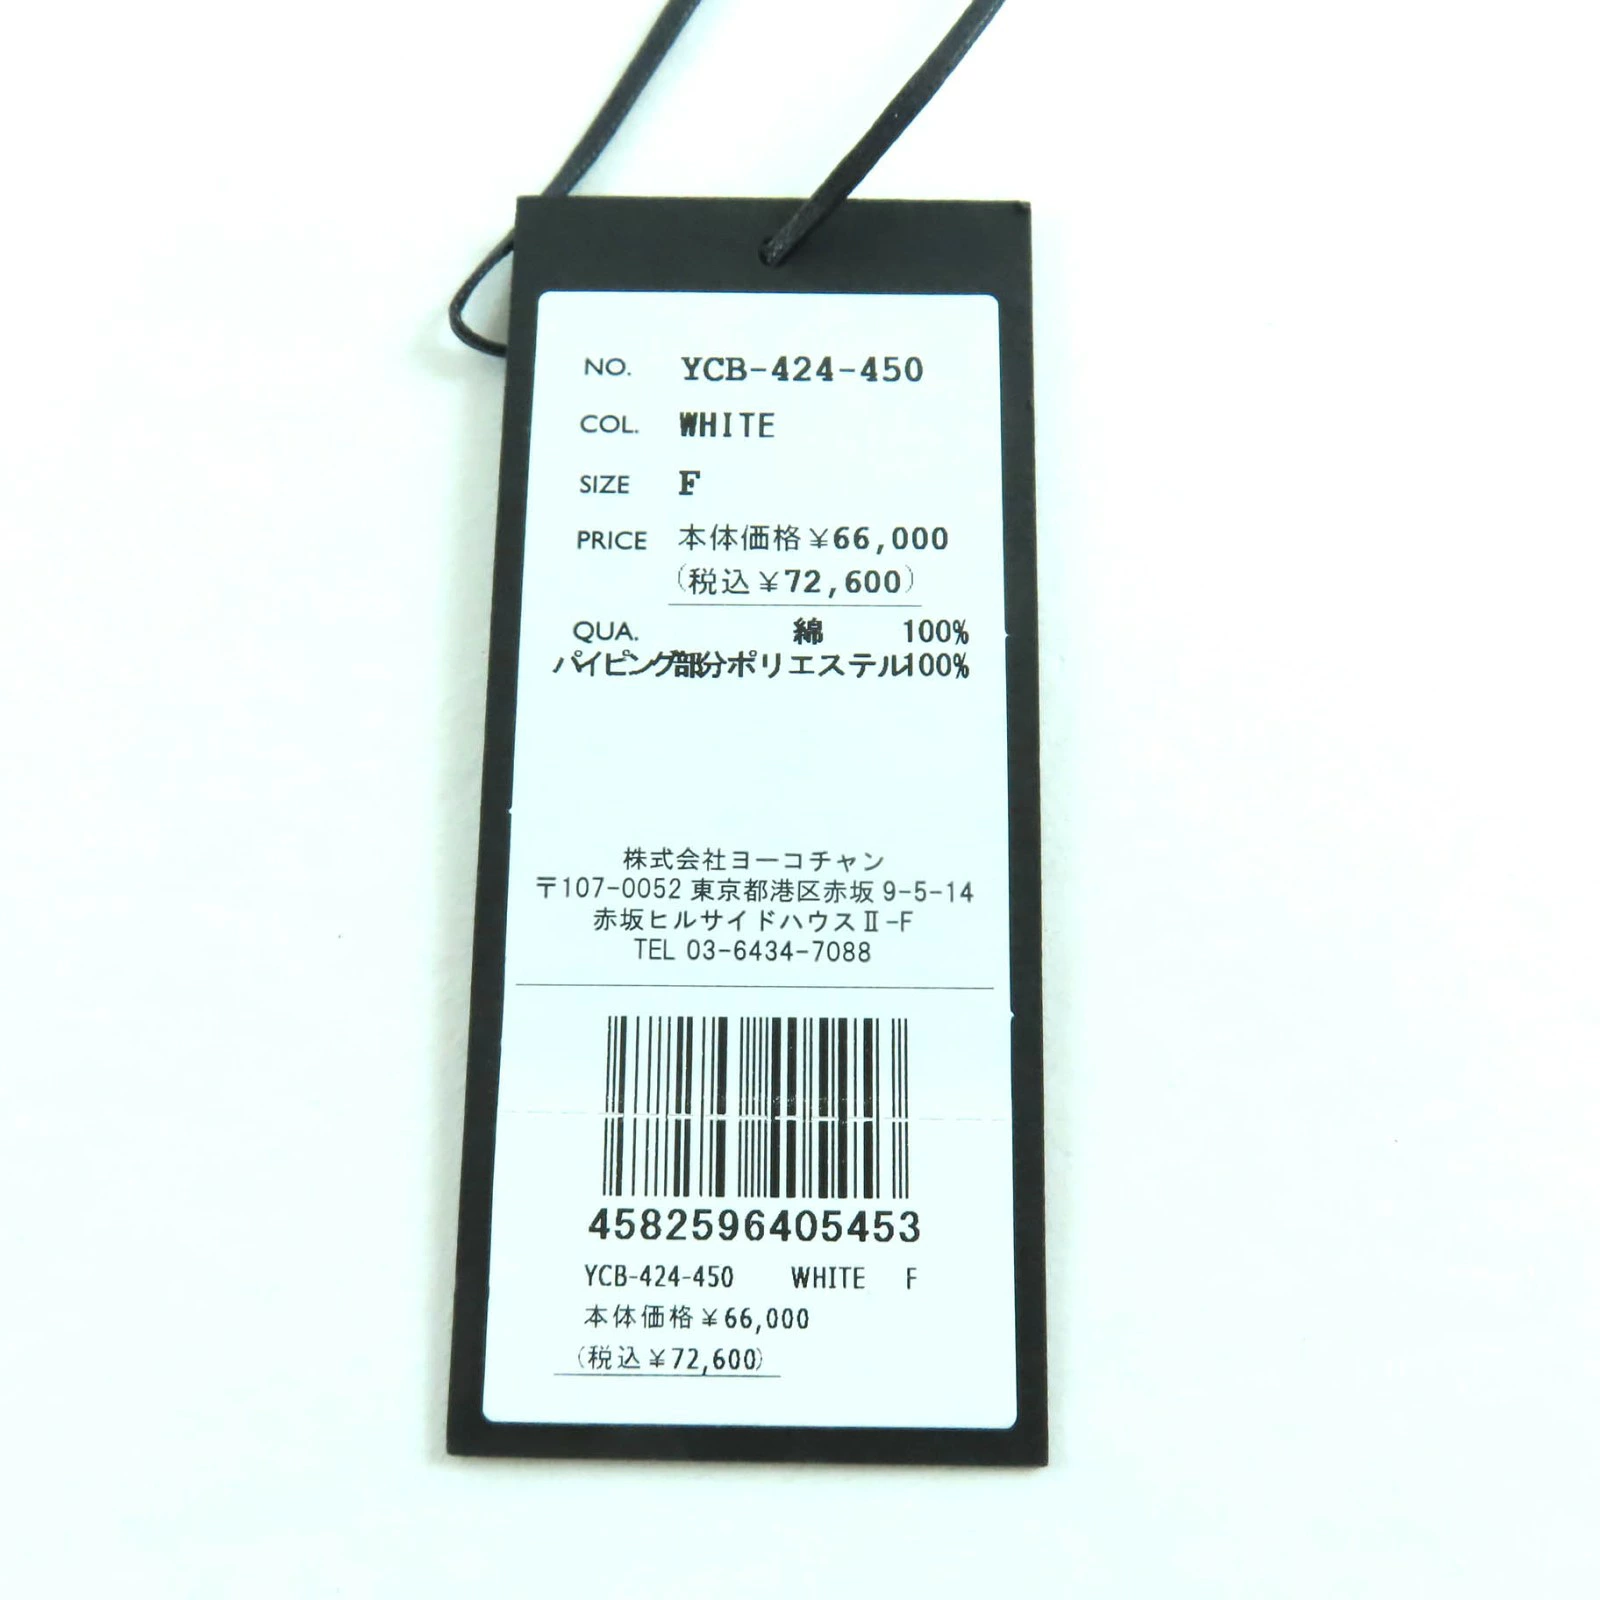 NO. YCB-424-450
COL. WHITE
SIZE F
PRICE 本体価格¥66,000
(税込¥72,600)
QUA. 綿 100%
パイピング部分ポリエステル100%
株式会社ヨーコチャン
〒107-0052 東京都港区赤坂 9-5-14
赤坂ヒルサイドハウスⅡ-F
TEL 03-6434-7088
4582596405453
YCB-424-450 WHITE F
本体価格¥66,000
(税込¥72,600)